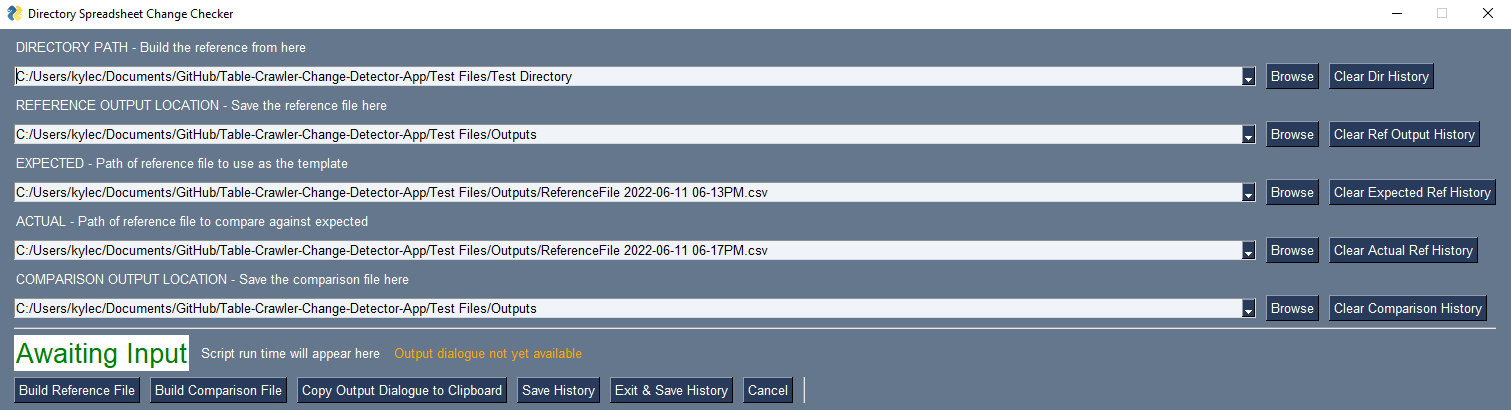 Directory Spreadsheet Change Checker
DIRECTORY PATH - Build the reference from here
C:/Users/kylec/Documents/GitHub/Table-Crawler-Change-Detector-App/Test Files/Test Directory Browse Clear Dir History
REFERENCE OUTPUT LOCATION - Save the reference file here
C:/Users/kylec/Documents/GitHub/Table-Crawler-Change-Detector-App/Test Files/Outputs Browse Clear Ref Output History
EXPECTED - Path of reference file to use as the template
C:/Users/kylec/Documents/GitHub/Table-Crawler-Change-Detector-App/Test Files/Outputs/ReferenceFile 2022-06-11 06-13PM.csv Browse Clear Expected Ref History
ACTUAL - Path of reference file to compare against expected
C:/Users/kylec/Documents/GitHub/Table-Crawler-Change-Detector-App/Test Files/Outputs/ReferenceFile 2022-06-11 06-17PM.csv Browse Clear Actual Ref History
COMPARISON OUTPUT LOCATION - Save the comparison file here
C:/Users/kylec/Documents/GitHub/Table-Crawler-Change-Detector-App/Test Files/Outputs Browse Clear Comparison History
Awaiting Input Script run time will appear here Output dialogue not yet available
Build Reference File Build Comparison File Copy Output Dialogue to Clipboard Save History Exit & Save History Cancel